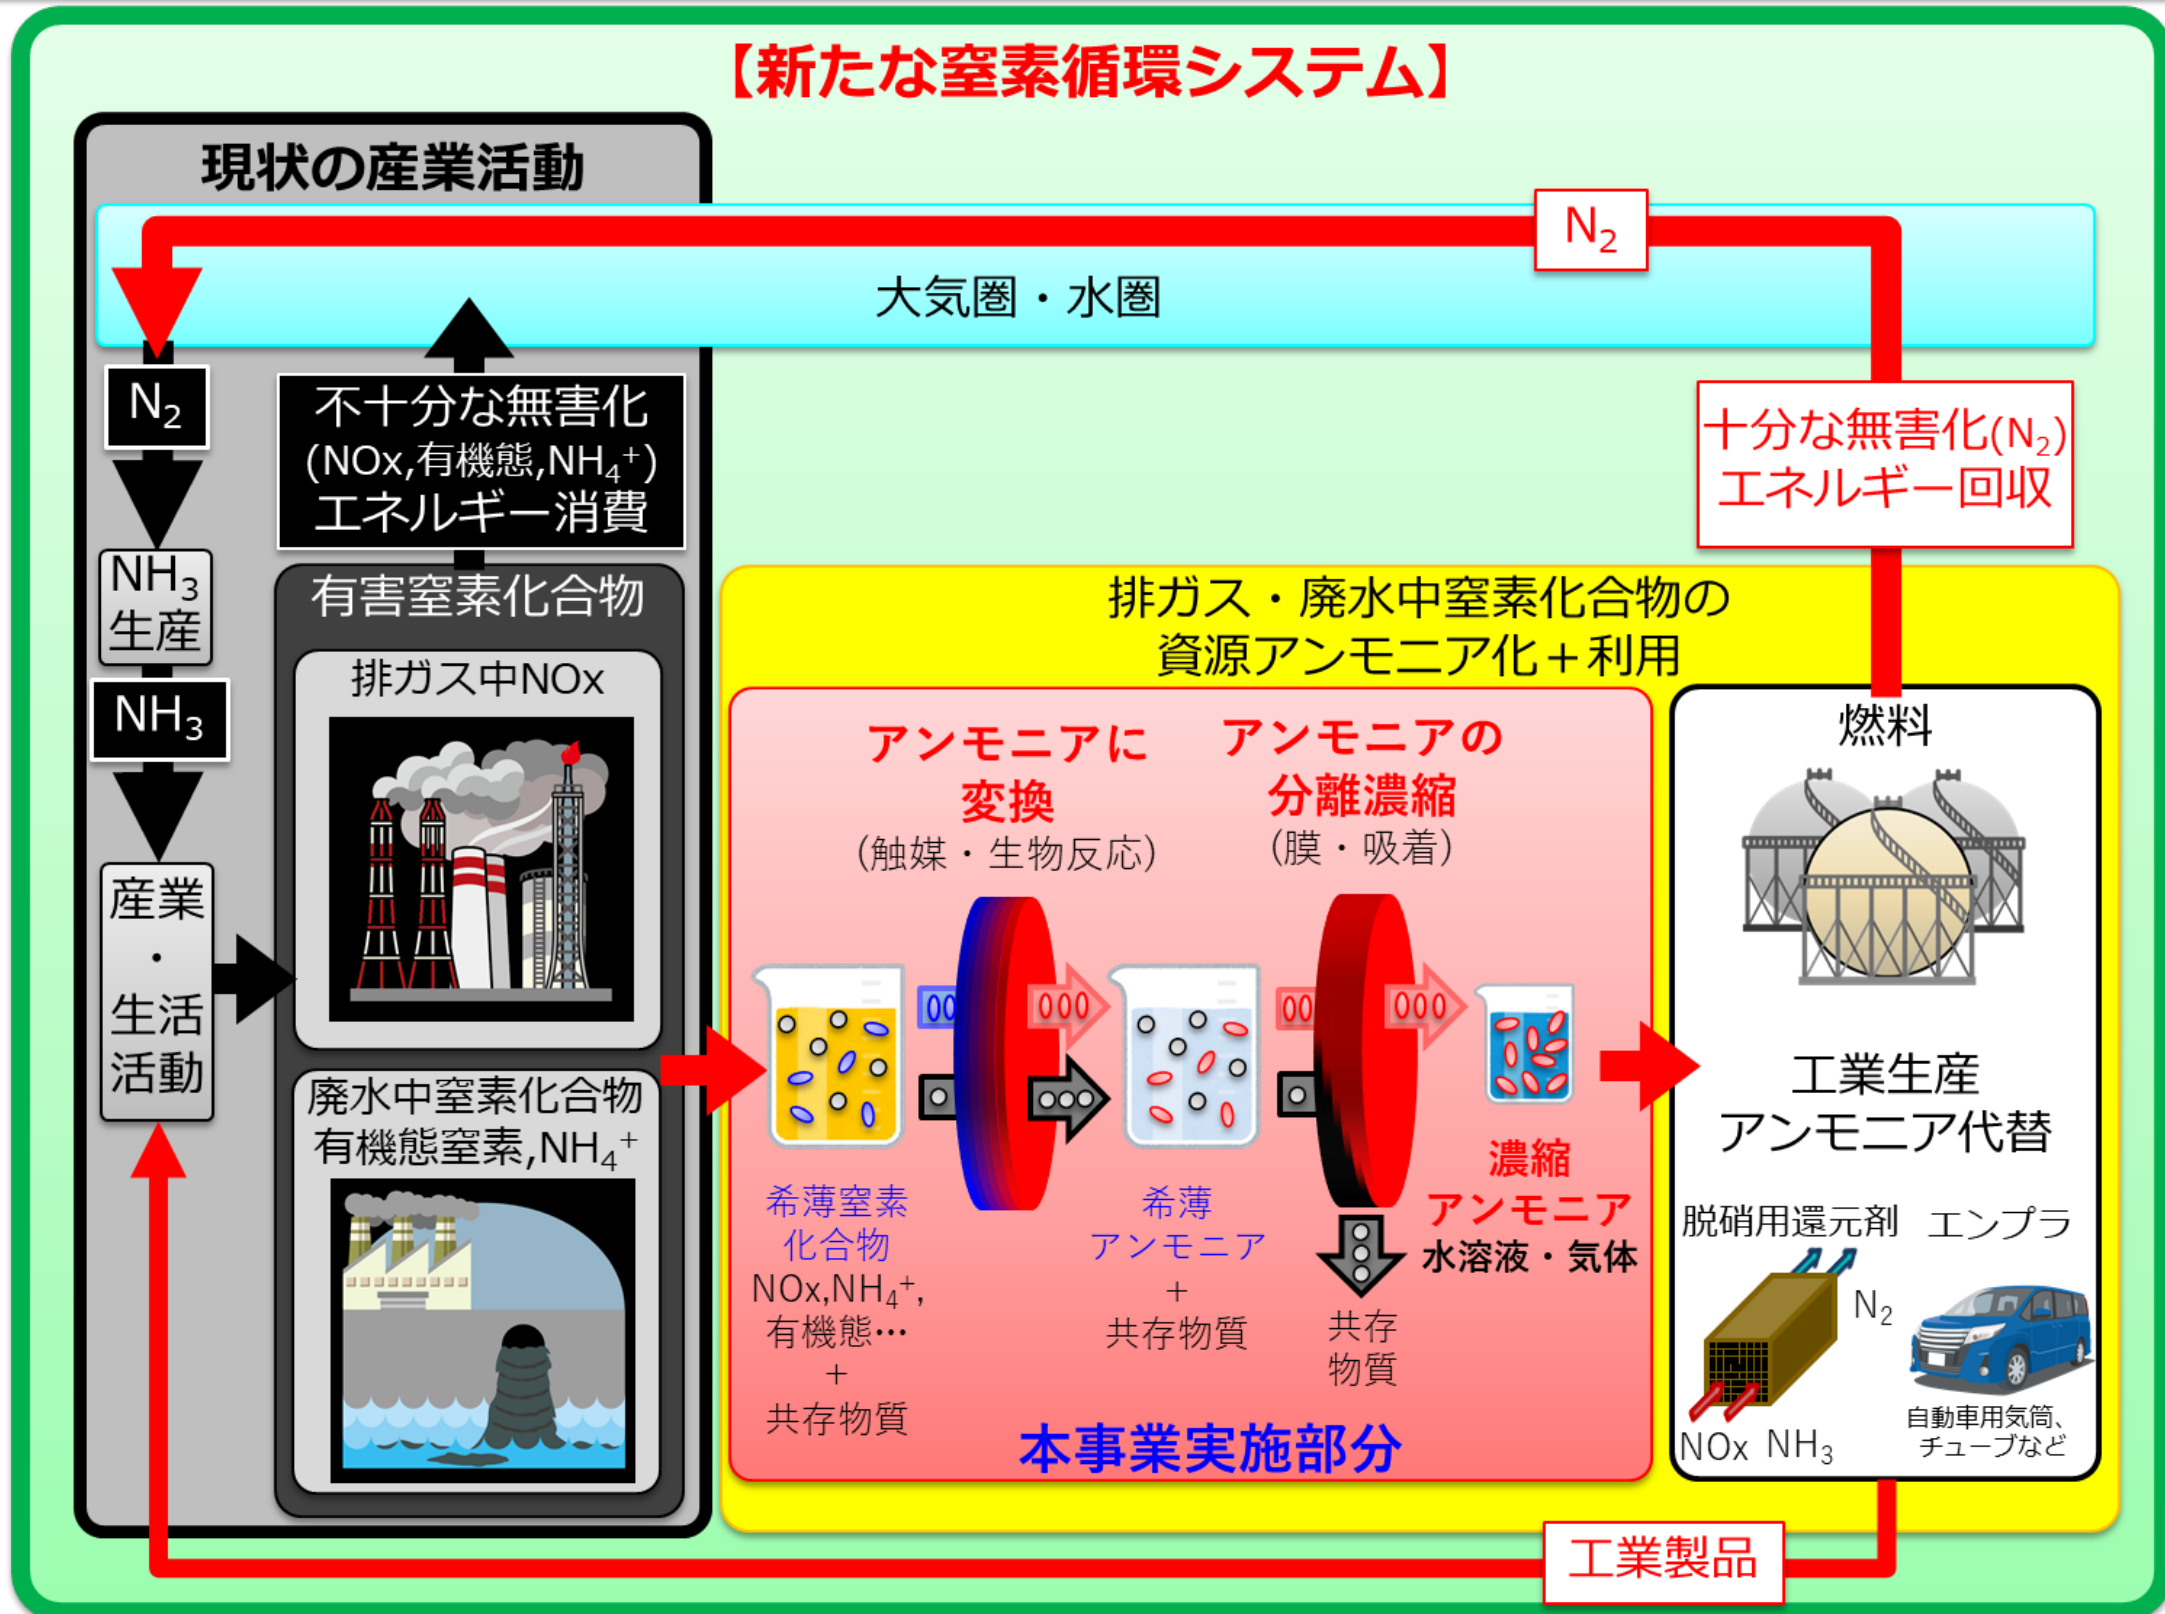 【新たな窒素循環システム】
現状の産業活動
N₂
大気圏・水圏
N₂
不十分な無害化
(NOx,有機態,NH₄⁺)
エネルギー消費
十分な無害化(N₂)
エネルギー回収
NH₃
生産
NH₃
産業
・
生活
活動
有害窒素化合物
排ガス中NOx
廃水中窒素化合物
有機態窒素,NH₄⁺
排ガス・廃水中窒素化合物の
資源アンモニア化＋利用
アンモニアに
変換
(触媒・生物反応)
アンモニアの
分離濃縮
(膜・吸着)
希薄窒素
化合物
NOx,NH₄⁺,
有機態…
+
共存物質
希薄
アンモニア
+
共存物質
共存
物質
濃縮
アンモニア
水溶液・気体
本事業実施部分
燃料
工業生産
アンモニア代替
脱硝用還元剤
エンプラ
N₂
NOx NH₃
自動車用気筒、
チューブなど
工業製品